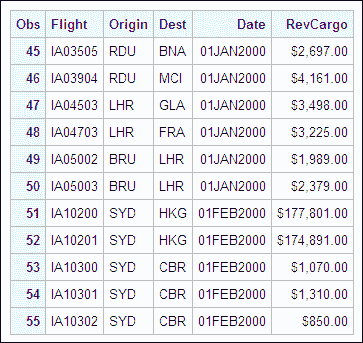 Obs Flight Origin Dest Date RevCargo
45 IA03505 RDU BNA 01JAN2000 $2,697.00
46 IA03904 RDU MCI 01JAN2000 $4,161.00
47 IA04503 LHR GLA 01JAN2000 $3,498.00
48 IA04703 LHR FRA 01JAN2000 $3,225.00
49 IA05002 BRU LHR 01JAN2000 $1,989.00
50 IA05003 BRU LHR 01JAN2000 $2,379.00
51 IA10200 SYD HKG 01FEB2000 $177,801.00
52 IA10201 SYD HKG 01FEB2000 $174,891.00
53 IA10300 SYD CBR 01FEB2000 $1,070.00
54 IA10301 SYD CBR 01FEB2000 $1,310.00
55 IA10302 SYD CBR 01FEB2000 $850.00